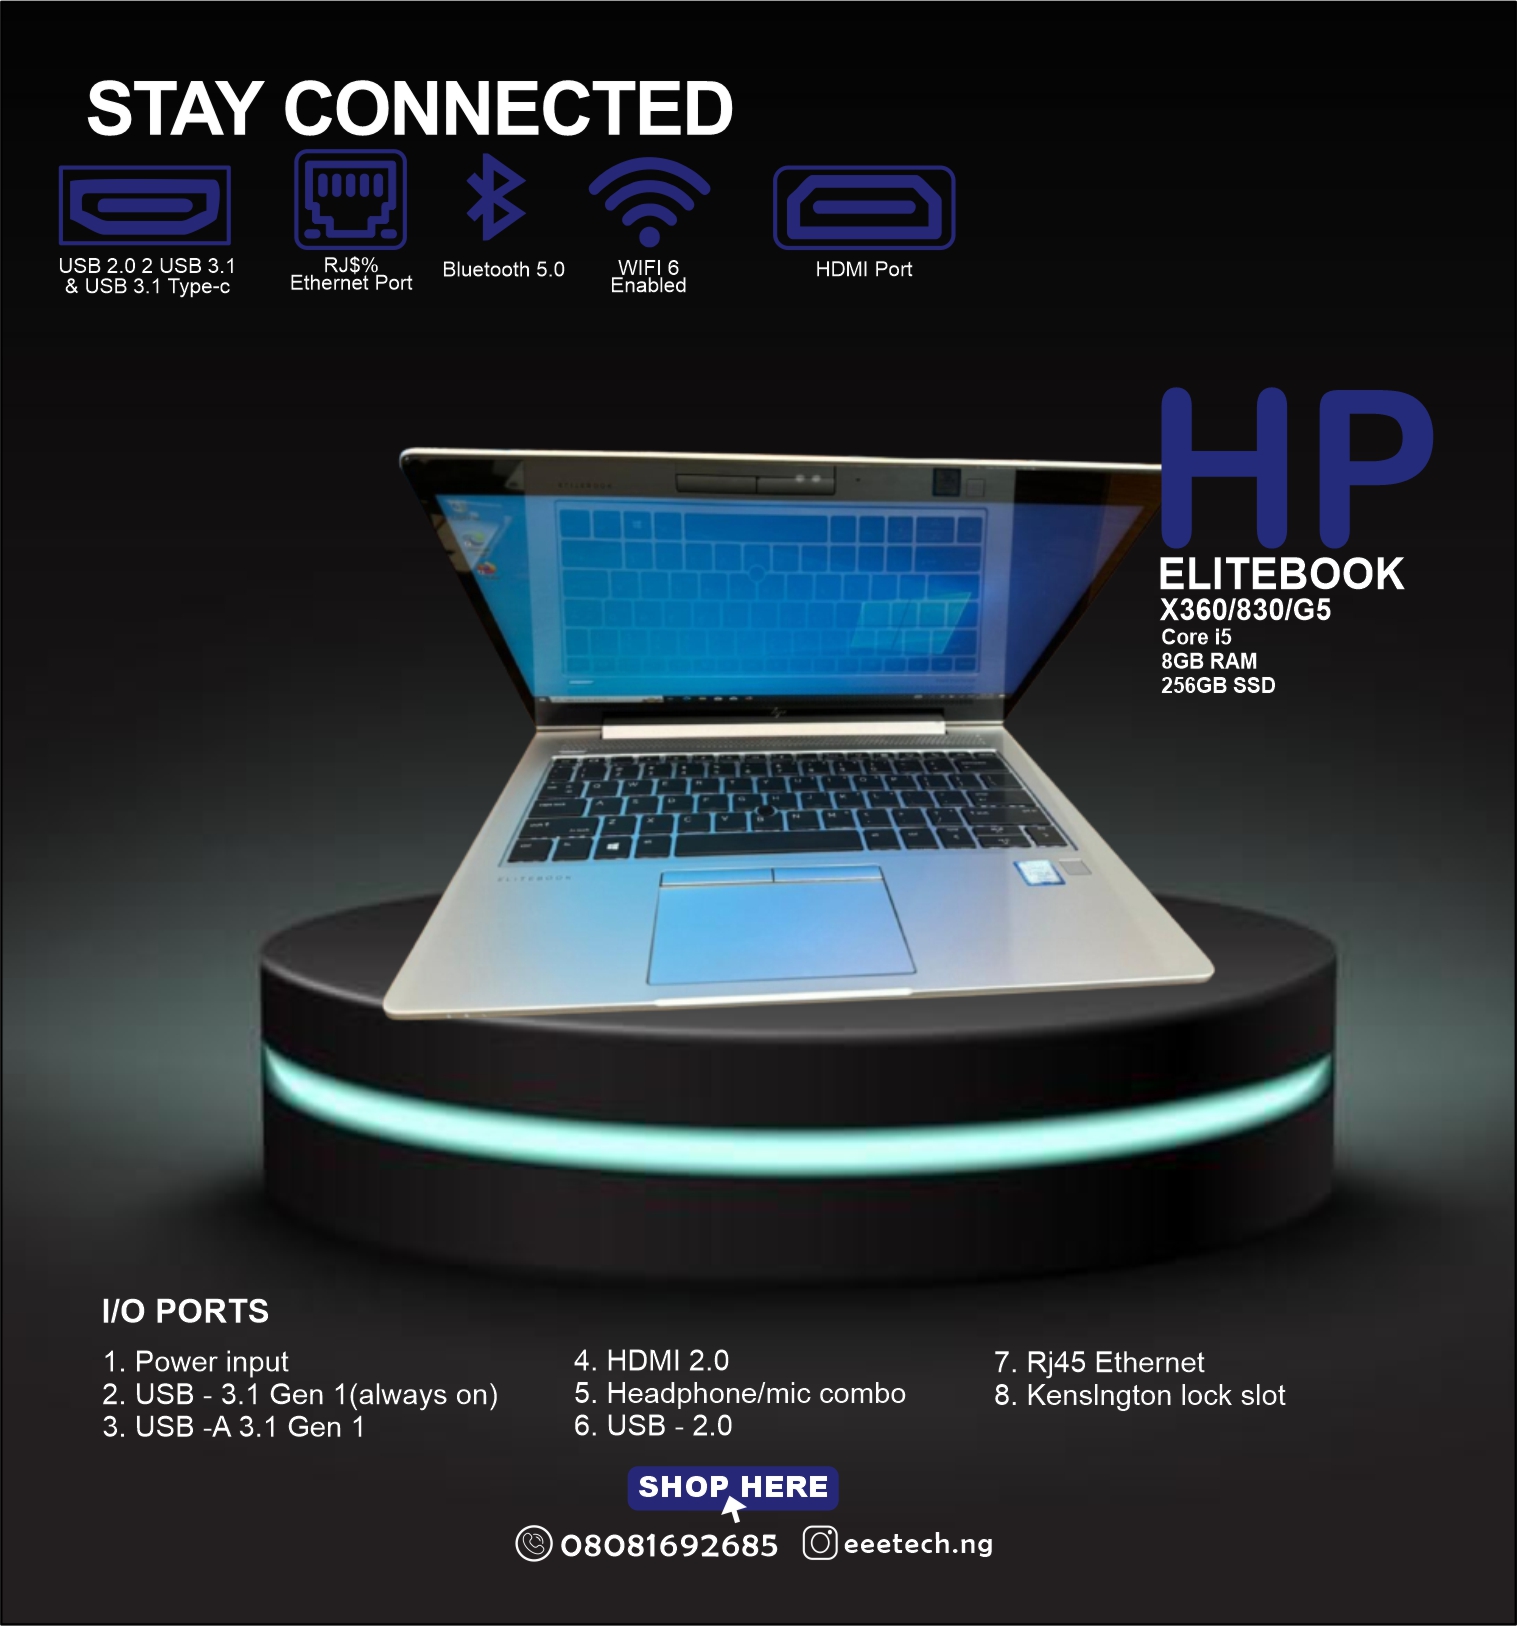 STAY CONNECTED
USB 2.0 2 USB 3.1
& USB 3.1 Type-c
RJ$%
Ethernet Port
Bluetooth 5.0
WIFI 6
Enabled
HDMI Port
HP
ELITEBOOK
X360/830/G5
Core i5
8GB RAM
256GB SSD
ELITEBOOK
I/O PORTS
1. Power input
2. USB - 3.1 Gen 1(always on)
3. USB -A 3.1 Gen 1
4. HDMI 2.0
5. Headphone/mic combo
6. USB - 2.0
7. Rj45 Ethernet
8. Kenslngton lock slot
SHOP HERE
08081692685
eeetech.ng